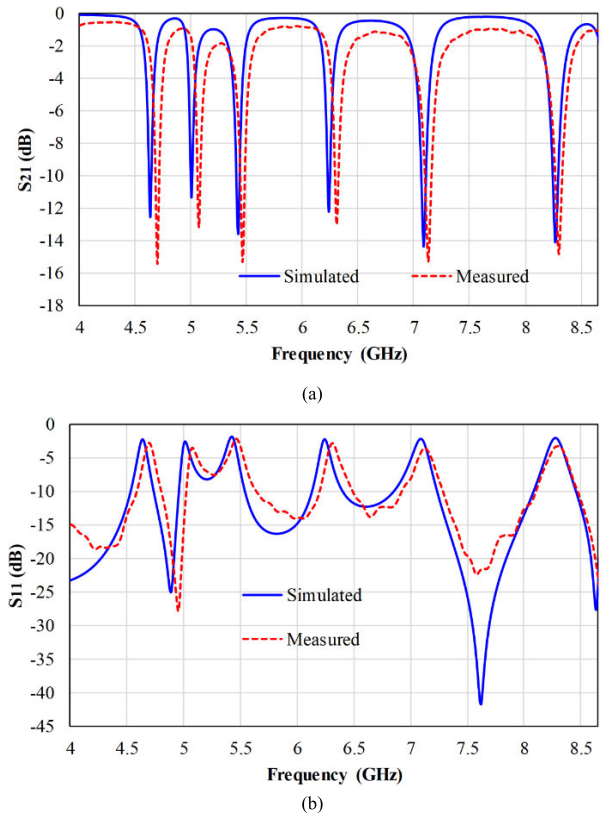 0
-2
-4
-6
-8
-10
-12
-14
-16
-18
S21 (dB)
Simulated Measured
4 4.5 5 5.5 6 6.5 7 7.5 8 8.5
Frequency (GHz)
(a)
0
-5
-10
-15
-20
-25
-30
-35
-40
-45
S11 (dB)
Simulated
Measured
4 4.5 5 5.5 6 6.5 7 7.5 8 8.5
Frequency (GHz)
(b)